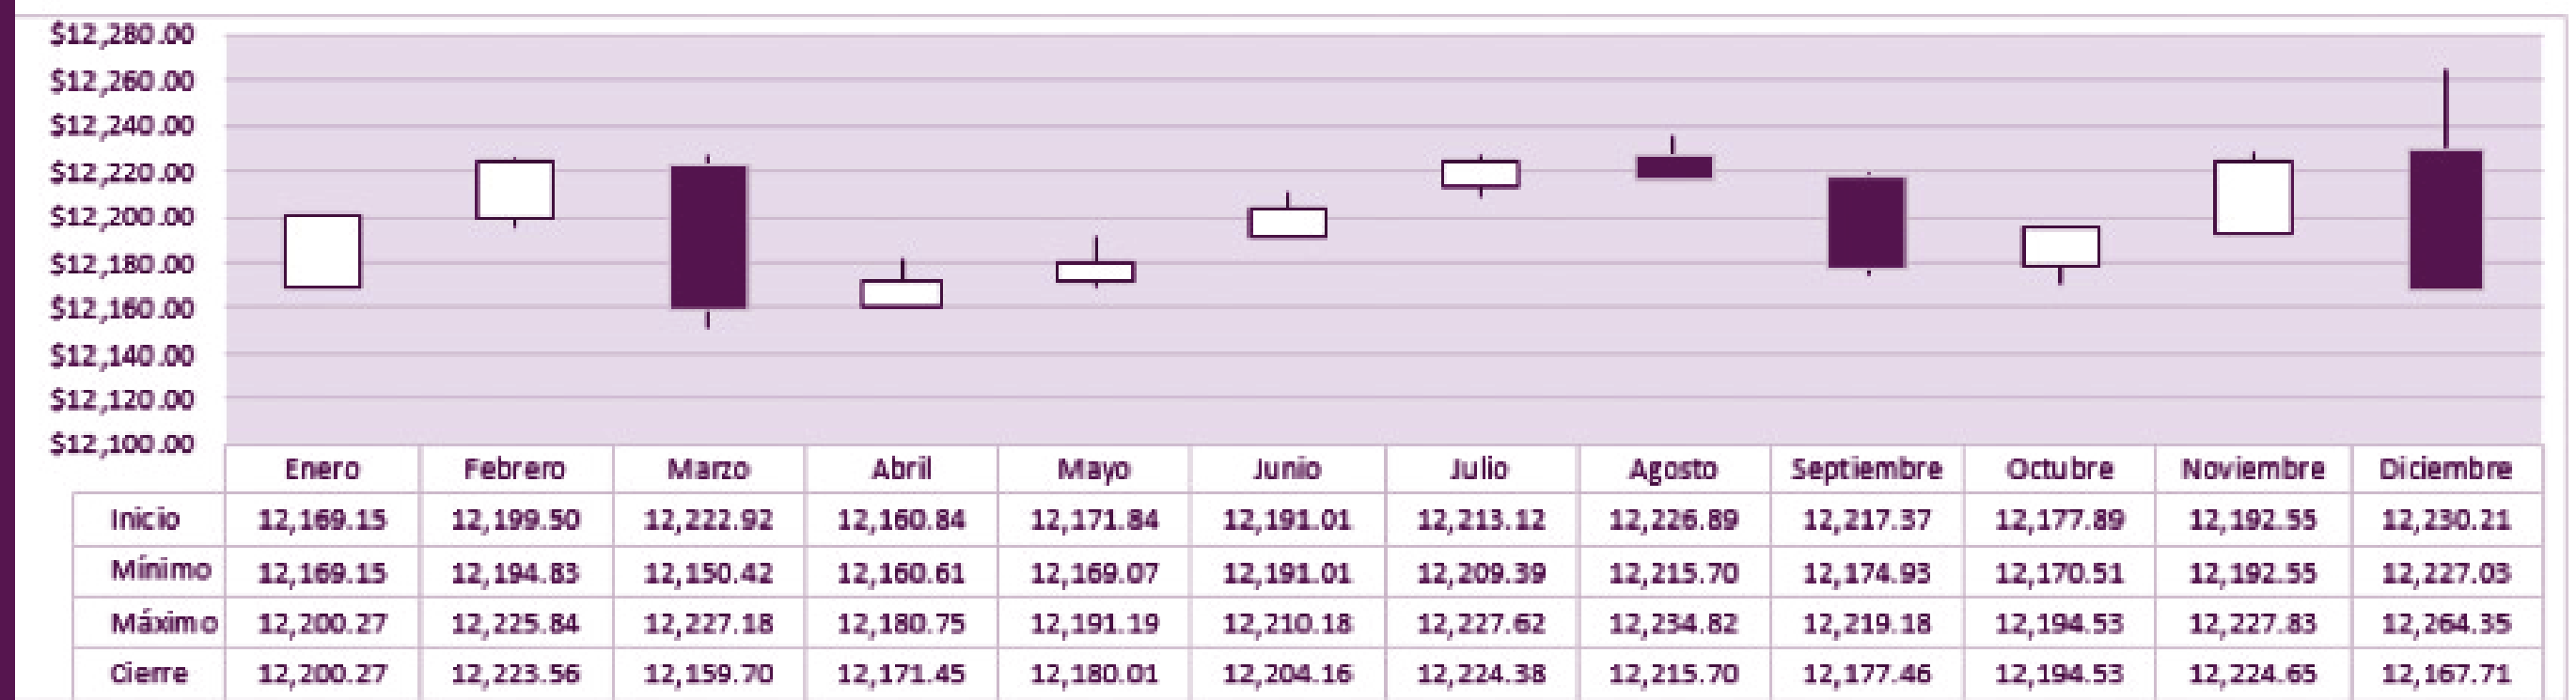 $12,280.00
$12,260.00
$12,240.00
$12,220.00
$12,200.00
$12,180.00
$12,160.00
$12,140.00
$12,120.00
$12,100.00
Enero Febrero Marzo Abril Mayo Junio Julio Agosto Septiembre Octubre Noviembre Diciembre
Inicio 12,169.15 12,199.50 12,222.92 12,160.84 12,171.84 12,191.01 12,213.12 12,226.89 12,217.37 12,177.89 12,192.55 12,230.21
Mínimo 12,169.15 12,194.83 12,150.42 12,160.61 12,169.07 12,191.01 12,209.39 12,215.70 12,174.93 12,170.51 12,192.55 12,227.03
Máximo 12,200.27 12,225.84 12,227.18 12,180.75 12,191.19 12,210.18 12,227.62 12,234.82 12,219.18 12,194.53 12,227.83 12,264.35
Cierre 12,200.27 12,223.56 12,159.70 12,171.45 12,180.01 12,204.16 12,224.38 12,215.70 12,177.46 12,194.53 12,224.65 12,167.71